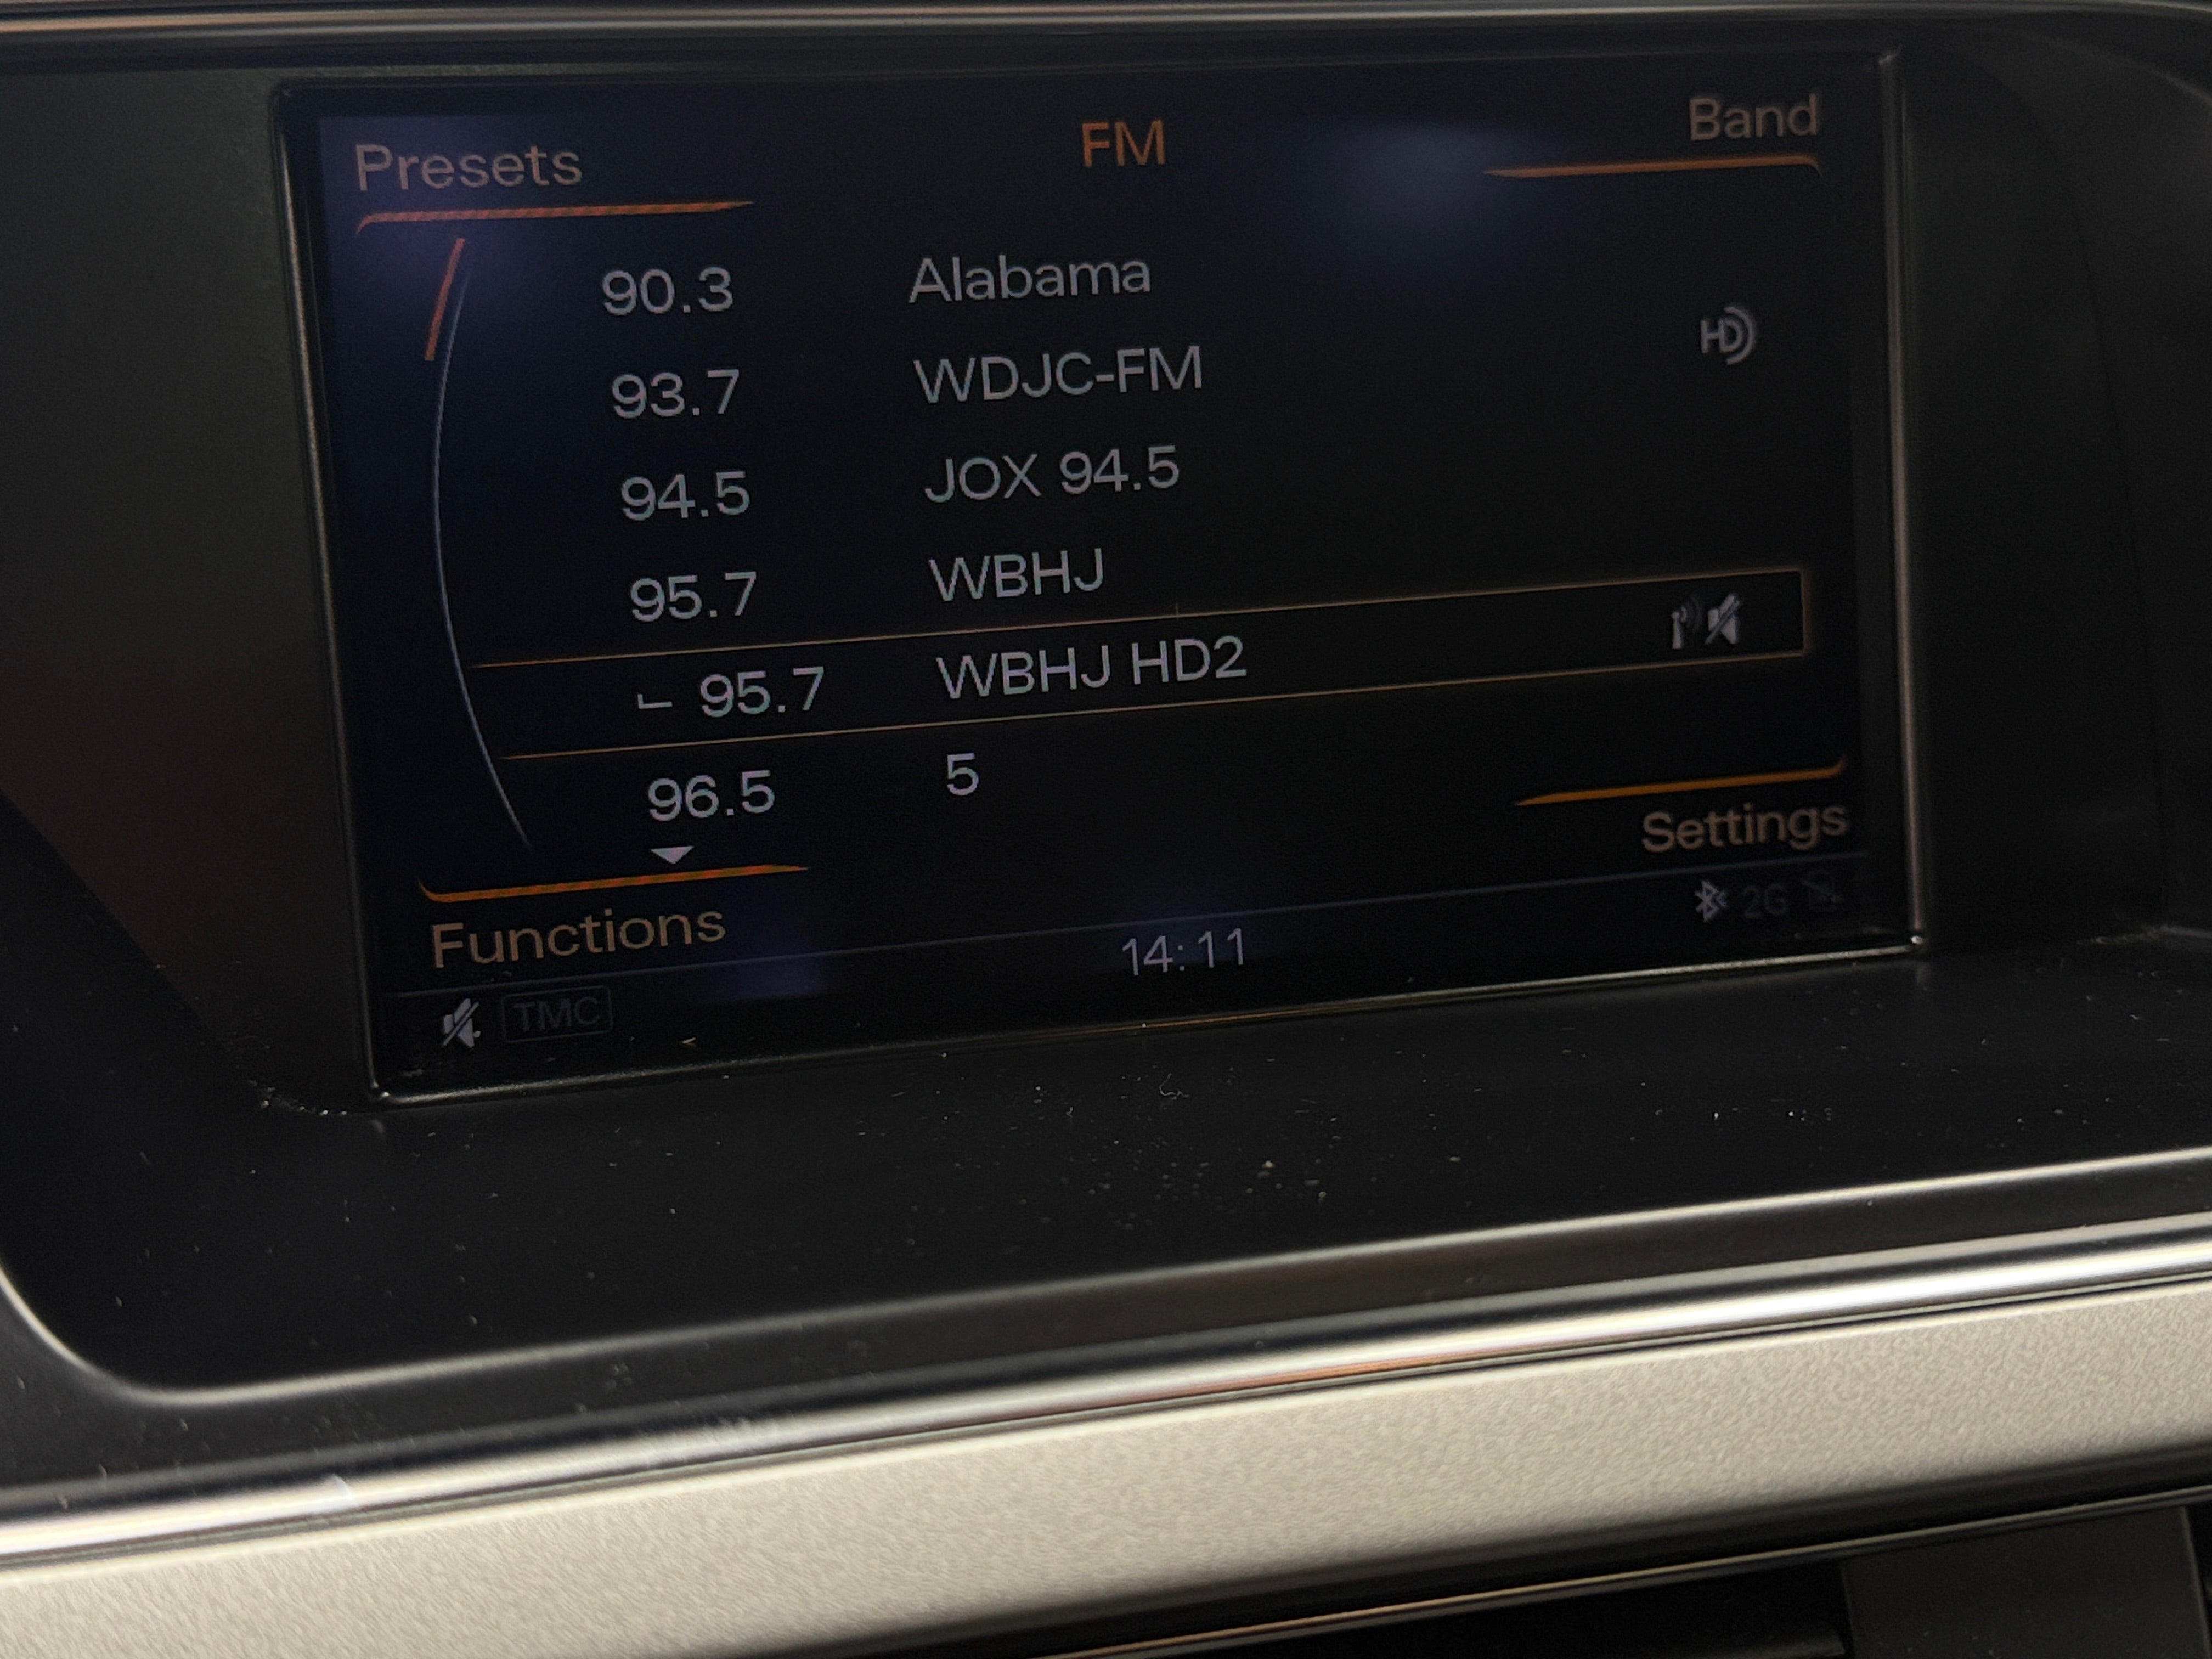 Presets
FM
Band
90.3 Alabama
HD
93.7 WDJC-FM
94.5 JOX 94.5
95.7 WBHJ
95.7 WBHJ HD2
96.5 5
Settings
Functions
2G
14:11
TMC